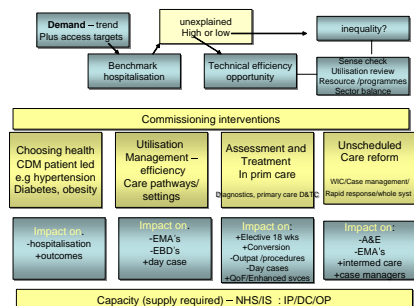 Demand – trend
Plus access targets
unexplained
High or low
inequality?
Benchmark
hospitalisation
Technical efficiency
opportunity
Sense check
Utilisation review
Resource /programmes
Sector balance
Commissioning interventions
Choosing health
CDM patient led
e.g hypertension
Diabetes, obesity
Utilisation
Management –
efficiency
Care pathways/
settings
Assessment and
Treatment
In prim care
Diagnostics, primary care D&TC
Unscheduled
Care reform
WIC/Case management/
Rapid response/whole syst
Impact on:
-hospitalisation
+outcomes
Impact on:
-EMA's
-EBD's
+day case
Impact on:
+Elective 18 wks
+Conversion
-Outpat /procedures
-Day cases
+QoF/Enhanced syces
Impact on:
-A&E
-EMA's
+intermed care
+case managers
Capacity (supply required) – NHS/IS : IP/DC/OP